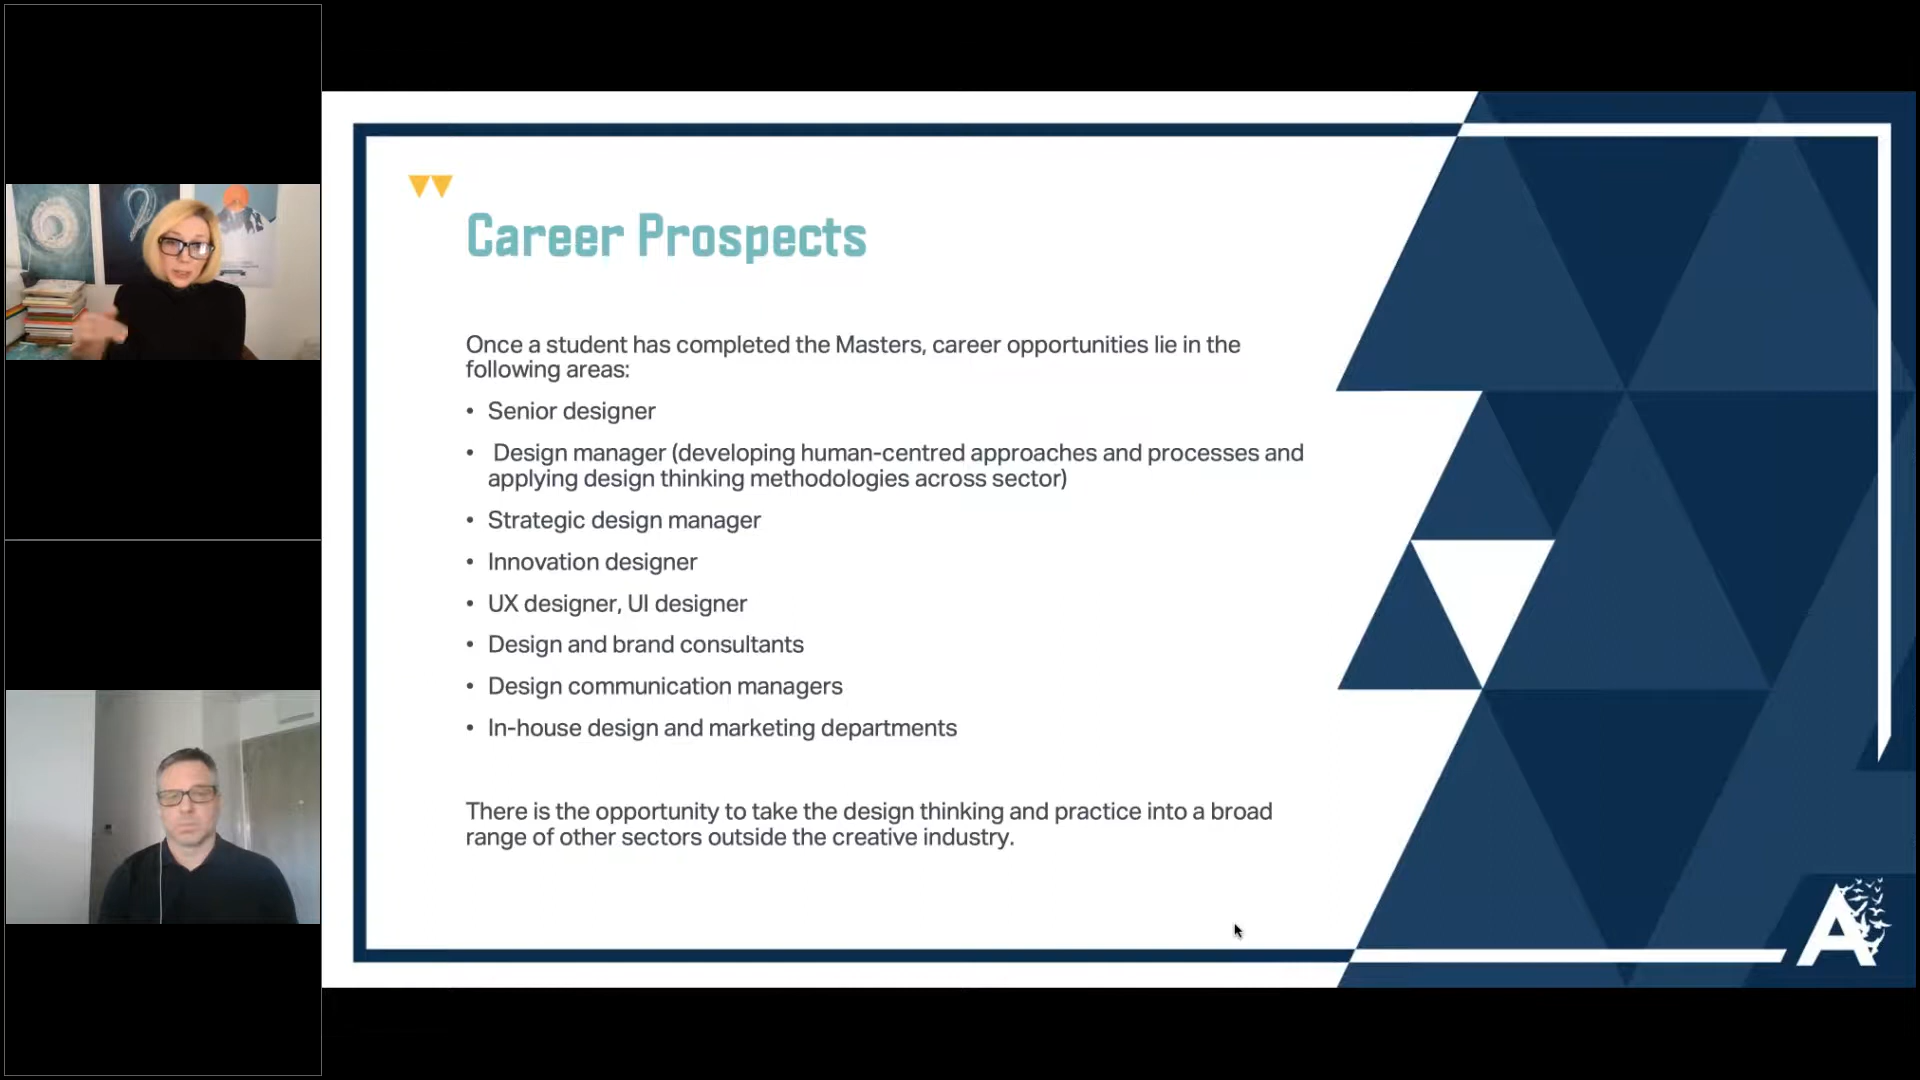 Career Prospects
Once a student has completed the Masters, career opportunities lie in the
following areas:
• Senior designer
• Design manager (developing human-centred approaches and processes and
applying design thinking methodologies across sector)
• Strategic design manager
• Innovation designer
• UX designer, UI designer
• Design and brand consultants
• Design communication managers
• In-house design and marketing departments
There is the opportunity to take the design thinking and practice into a broad
range of other sectors outside the creative industry.
A